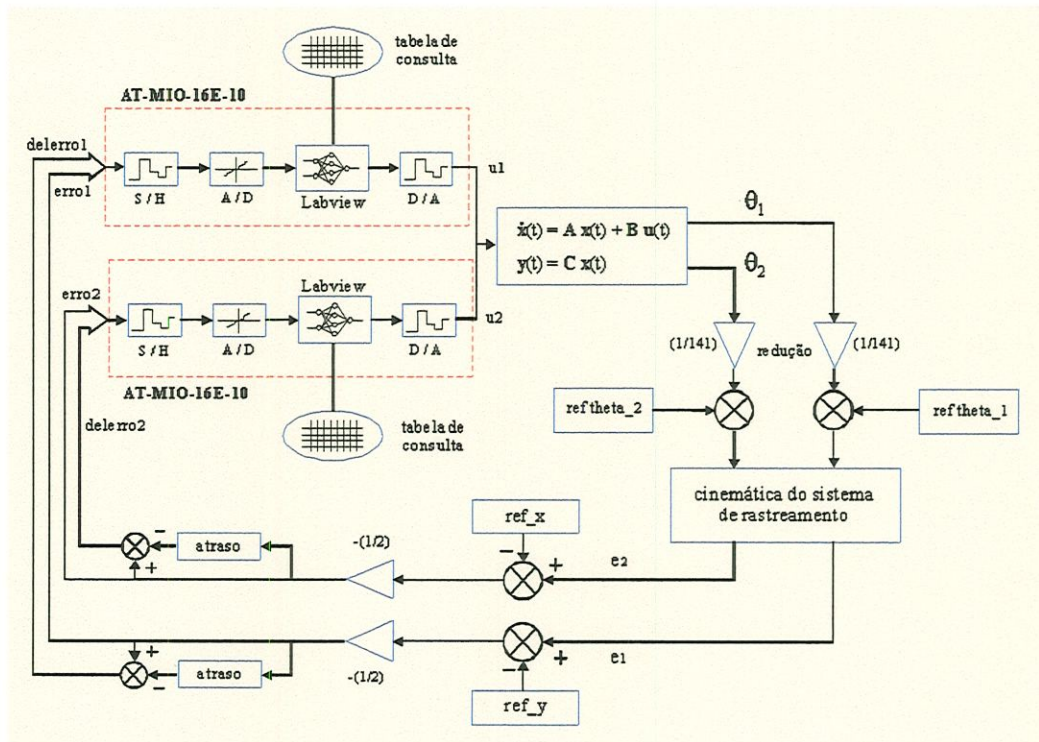 tabela de
consulta
AT-MIO-16E-10
delerro1
erro1
S / H
A / D
Labview
D / A
u1
ẋ(t) = A x(t) + B u(t)
y(t) = C x(t)
θ1
θ2
Labview
erro2
S / H
A / D
D / A
u2
AT-MIO-16E-10
delerro2
tabela de
consulta
(1/141)
redução
(1/141)
ref theta_2
ref theta_1
cinemática do sistema
de rastreamento
ref_x
−
+
e2
-(1/2)
atraso
−
+
+
−
e1
-(1/2)
atraso
+
−
ref_y